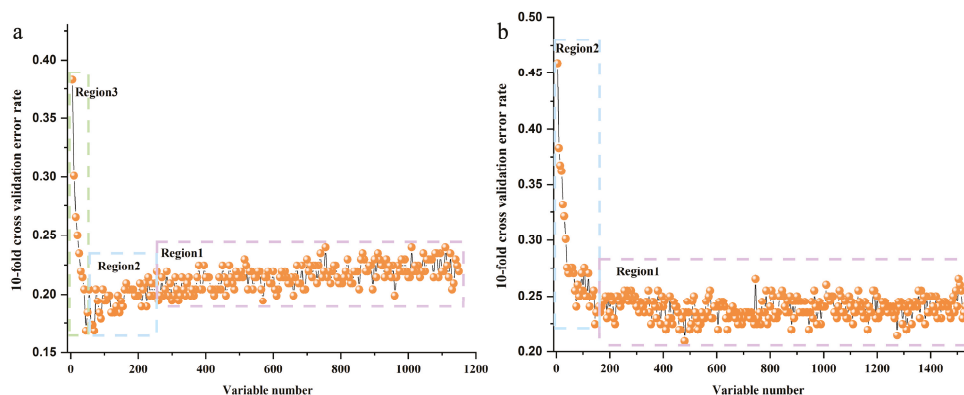 a
10-fold cross validation error rate
0.40
0.35
0.30
0.25
0.20
0.15
0
200
400
600
800
1000
1200
Variable number
Region3
Region2
Region1
b
10-fold cross validation error rate
0.50
0.45
0.40
0.35
0.30
0.25
0.20
0
200
400
600
800
1000
1200
1400
Variable number
Region2
Region1